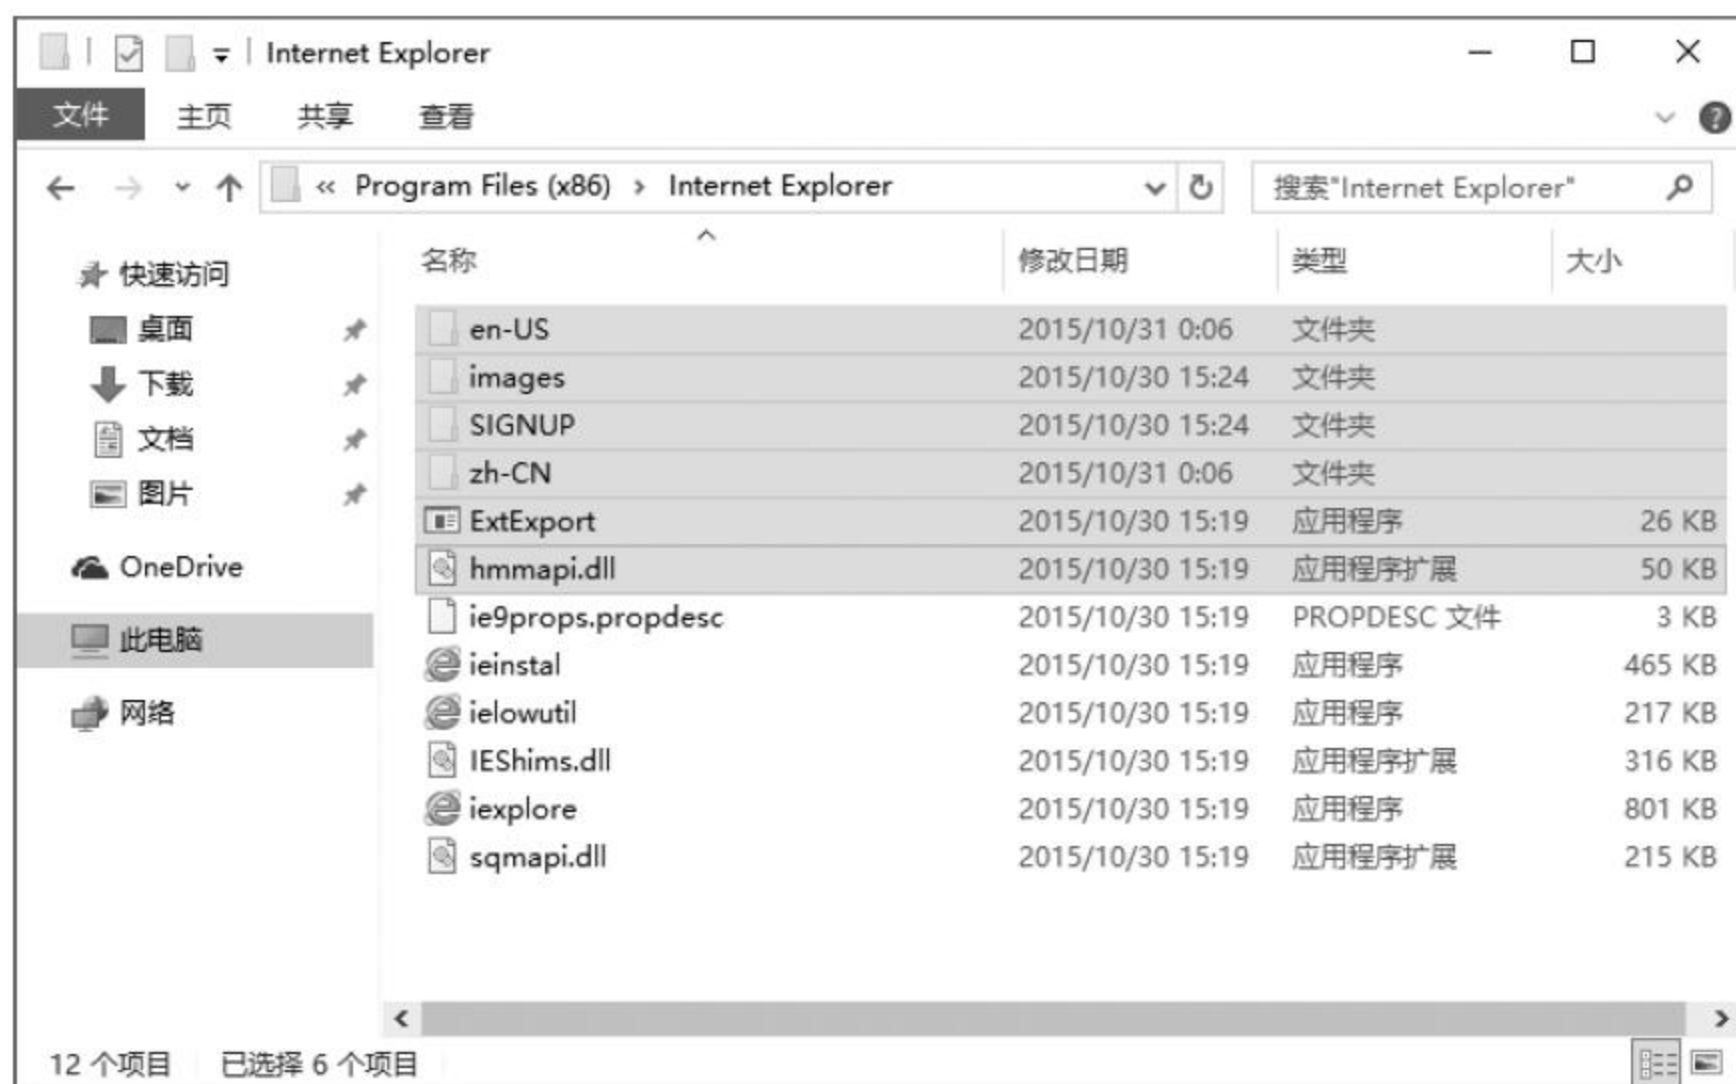 Internet Explorer
文件 主页 共享 查看
« Program Files (x86) › Internet Explorer 搜索"Internet Explorer"
快速访问
桌面
下载
文档
图片
OneDrive
此电脑
网络
名称 修改日期 类型 大小
en-US 2015/10/31 0:06 文件夹
images 2015/10/30 15:24 文件夹
SIGNUP 2015/10/30 15:24 文件夹
zh-CN 2015/10/31 0:06 文件夹
ExtExport 2015/10/30 15:19 应用程序 26 KB
hmmapi.dll 2015/10/30 15:19 应用程序扩展 50 KB
ie9props.propdesc 2015/10/30 15:19 PROPDESC 文件 3 KB
ieinstal 2015/10/30 15:19 应用程序 465 KB
ielowutil 2015/10/30 15:19 应用程序 217 KB
IEShims.dll 2015/10/30 15:19 应用程序扩展 316 KB
iexplore 2015/10/30 15:19 应用程序 801 KB
sqmapi.dll 2015/10/30 15:19 应用程序扩展 215 KB
12 个项目 已选择 6 个项目